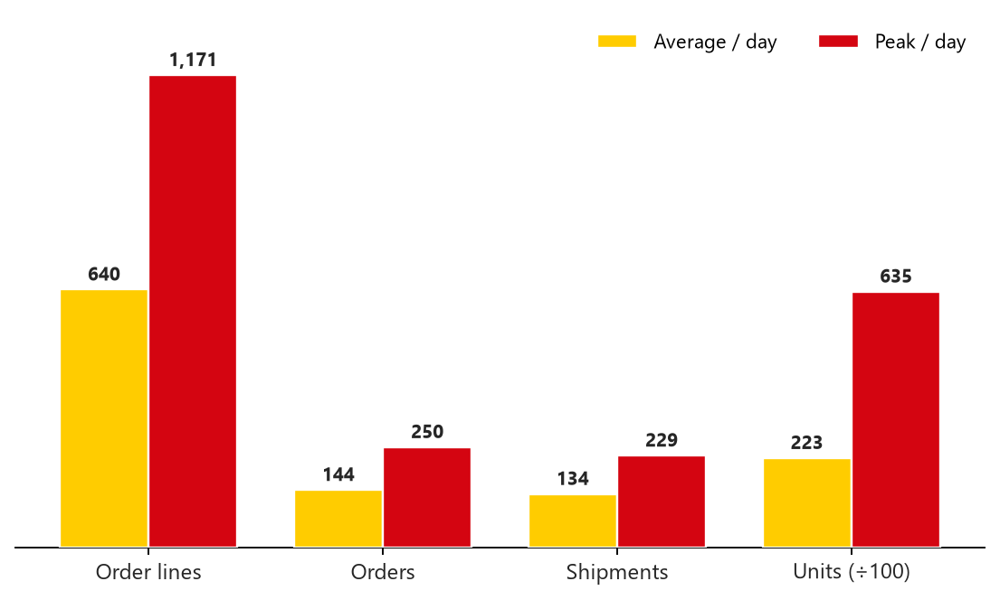 Average / day
Peak / day
1,171
640
250
144
229
134
635
223
Order lines
Orders
Shipments
Units (÷100)